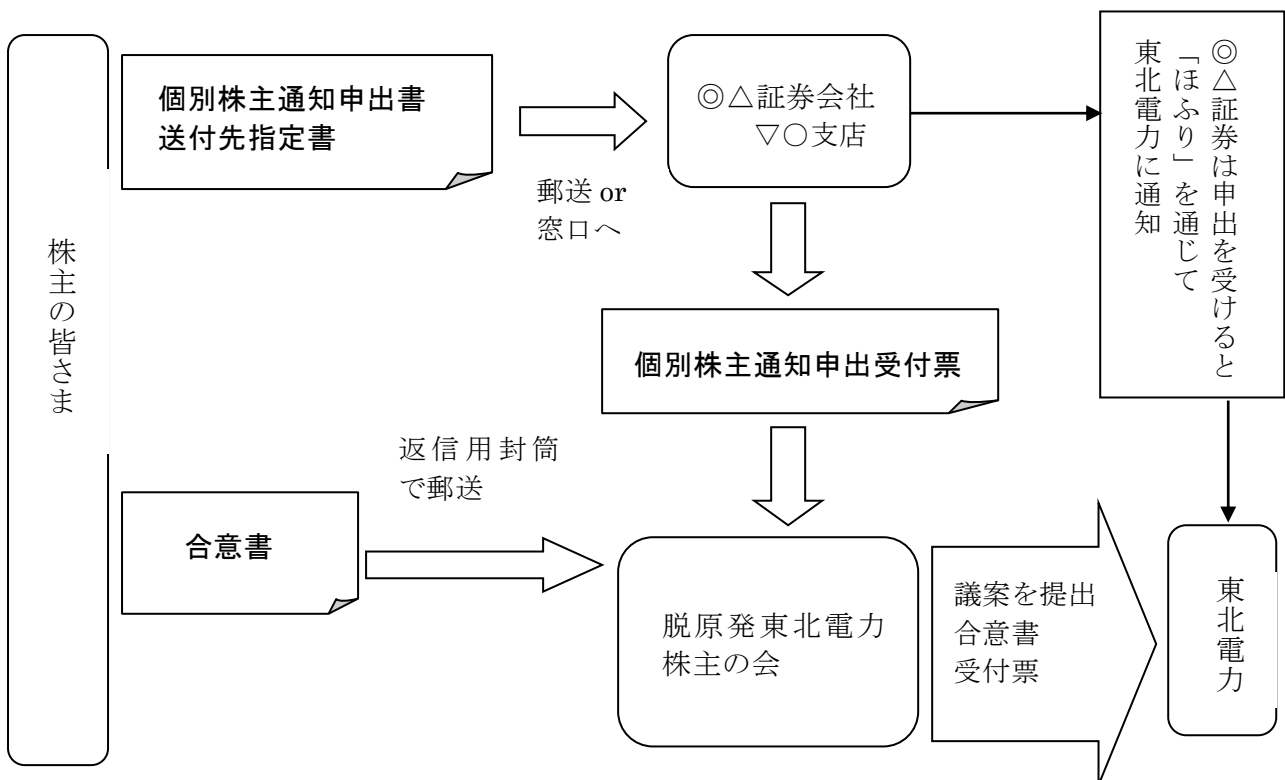 株主の皆さま
個別株主通知申出書
送付先指定書
郵送 or
窓口へ
◎△証券会社
▽〇支店
◎△証券は申出を受けると
「ほふり」を通じて
東北電力に通知
個別株主通知申出受付票
返信用封筒
で郵送
合意書
脱原発東北電力
株主の会
議案を提出
合意書
受付票
東北電力